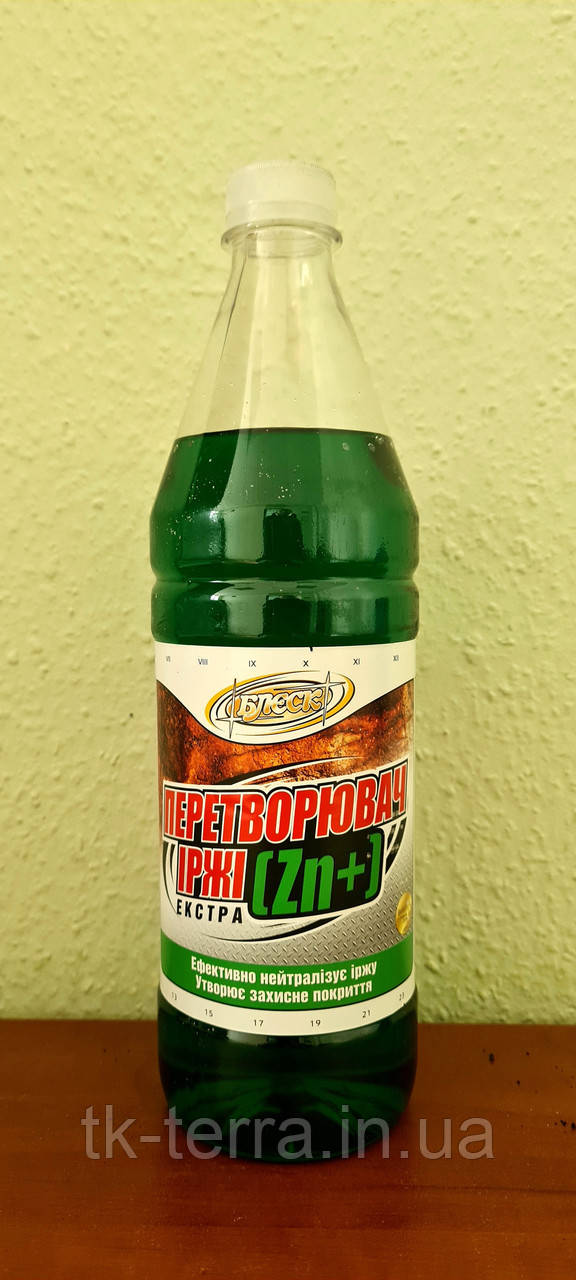 VII VIII IX X XI XII
БЛЄСК
ПЕРЕТВОРЮВАЧ
ІРЖІ (Zn+)
ЕКСТРА
Ефективно нейтралізує іржу
Утворює захисне покриття
13 15 17 19 21 23
tk-terra.in.ua